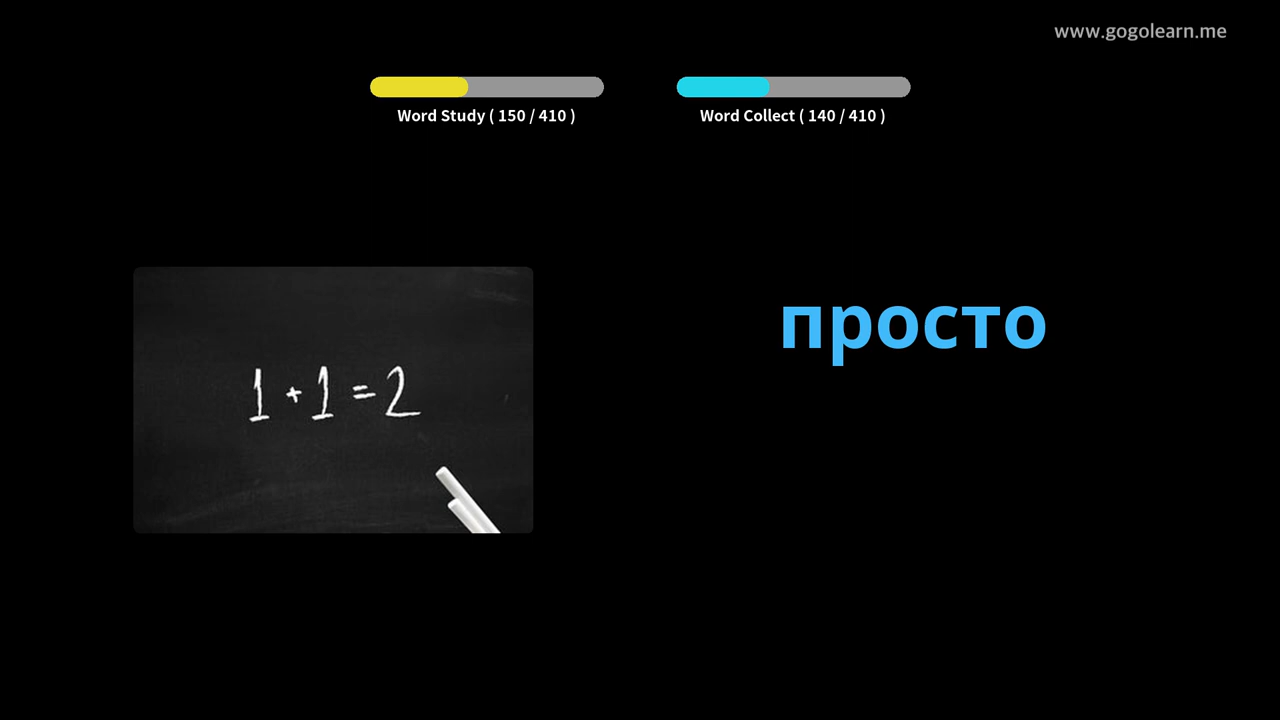 www.gogolearn.me
Word Study ( 150 / 410 )
Word Collect ( 140 / 410 )
1 + 1 = 2
просто